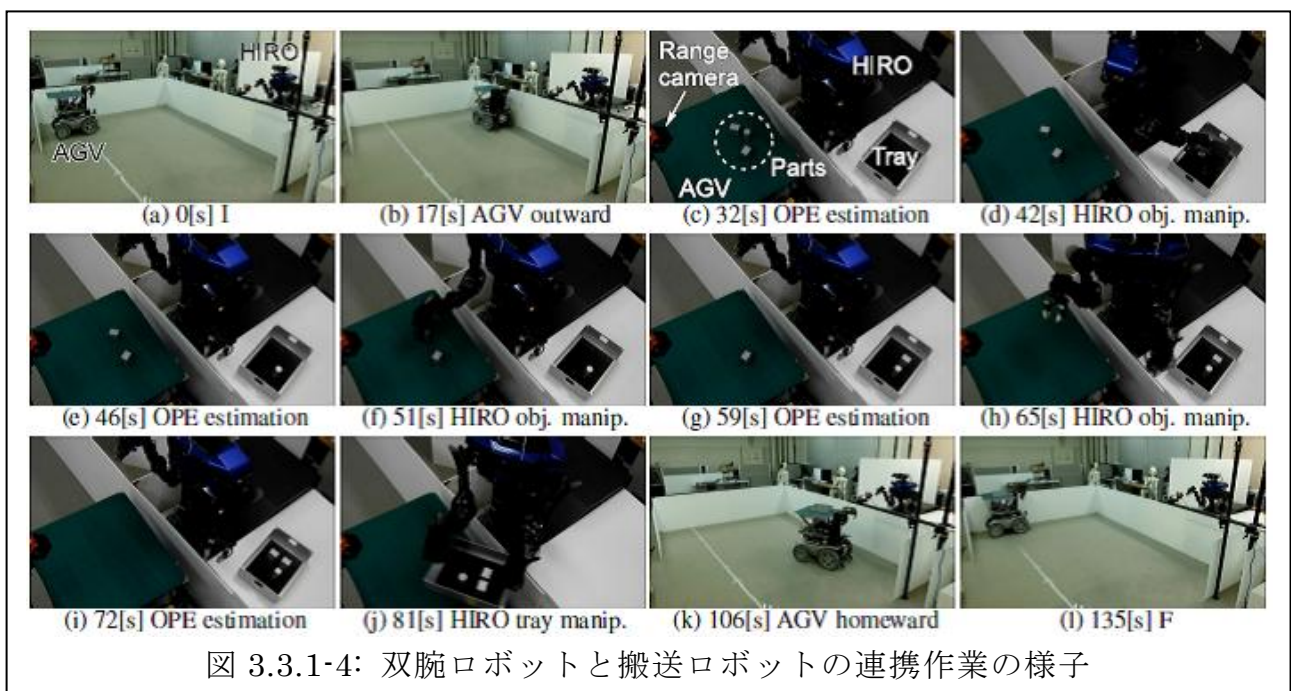 HIRO
AGV
(a) 0[s] I
(b) 17[s] AGV outward
Range
camera
HIRO
Tray
Parts
AGV
(c) 32[s] OPE estimation
(d) 42[s] HIRO obj. manip.
(e) 46[s] OPE estimation
(f) 51[s] HIRO obj. manip.
(g) 59[s] OPE estimation
(h) 65[s] HIRO obj. manip.
(i) 72[s] OPE estimation
(j) 81[s] HIRO tray manip.
(k) 106[s] AGV homeward
(l) 135[s] F
図 3.3.1-4: 双腕ロボットと搬送ロボットの連携作業の様子